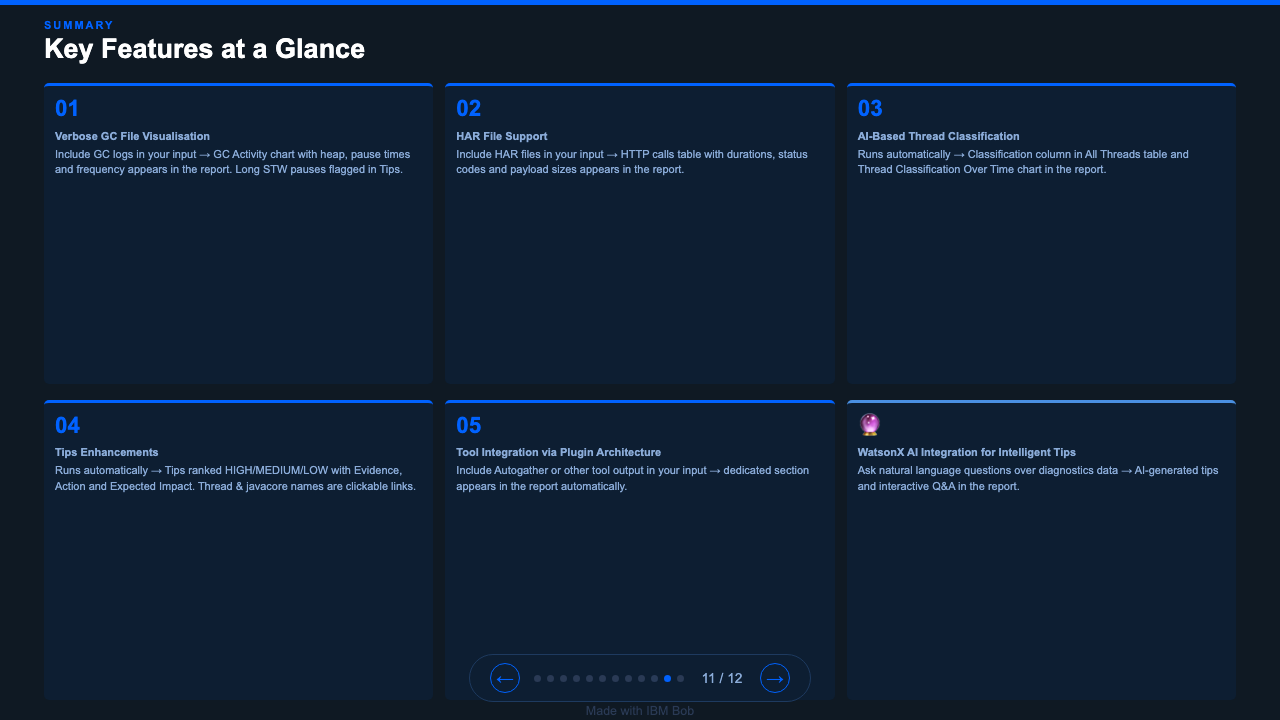 SUMMARY
Key Features at a Glance
01
Verbose GC File Visualisation
Include GC logs in your input → GC Activity chart with heap, pause times
and frequency appears in the report. Long STW pauses flagged in Tips.
02
HAR File Support
Include HAR files in your input → HTTP calls table with durations, status
codes and payload sizes appears in the report.
03
AI-Based Thread Classification
Runs automatically → Classification column in All Threads table and
Thread Classification Over Time chart in the report.
04
Tips Enhancements
Runs automatically → Tips ranked HIGH/MEDIUM/LOW with Evidence,
Action and Expected Impact. Thread & javacore names are clickable links.
05
Tool Integration via Plugin Architecture
Include Autogather or other tool output in your input → dedicated section
appears in the report automatically.
WatsonX AI Integration for Intelligent Tips
Ask natural language questions over diagnostics data → AI-generated tips
and interactive Q&A in the report.
← 11 / 12 →
Made with IBM Bob